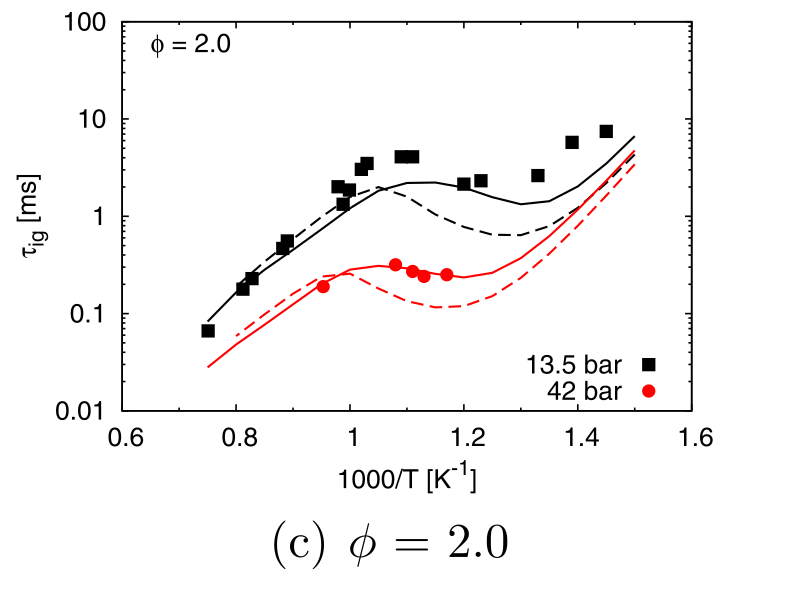 100
ϕ = 2.0
10
1
0.1
0.01
τig [ms]
13.5 bar
42 bar
0.6 0.8 1 1.2 1.4 1.6
1000/T [K-1]
(c) ϕ = 2.0